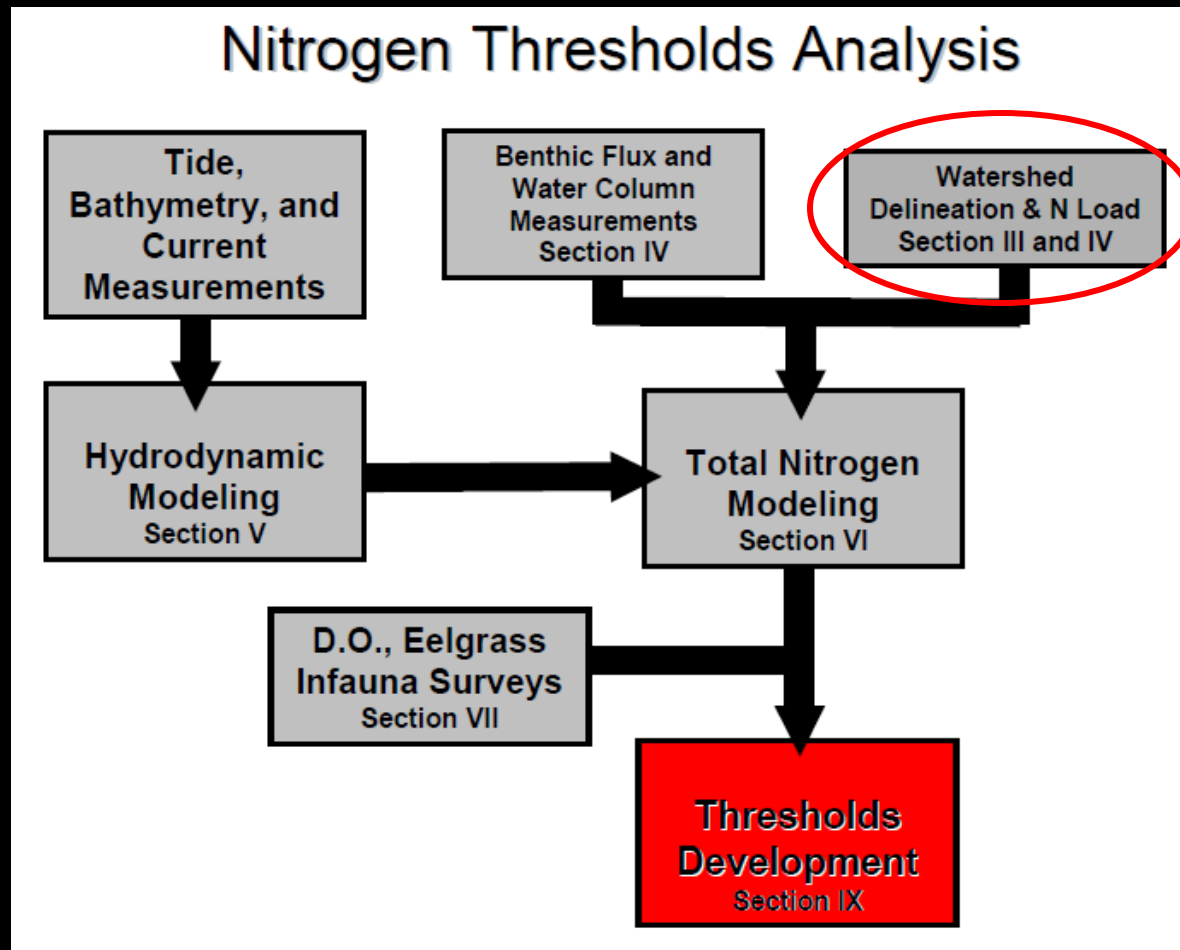 Nitrogen Thresholds Analysis
Tide,
Bathymetry, and
Current
Measurements
Benthic Flux and
Water Column
Measurements
Section IV
Watershed
Delineation & N Load
Section III and IV
Hydrodynamic
Modeling
Section V
Total Nitrogen
Modeling
Section VI
D.O., Eelgrass
Infauna Surveys
Section VII
Thresholds
Development
Section IX